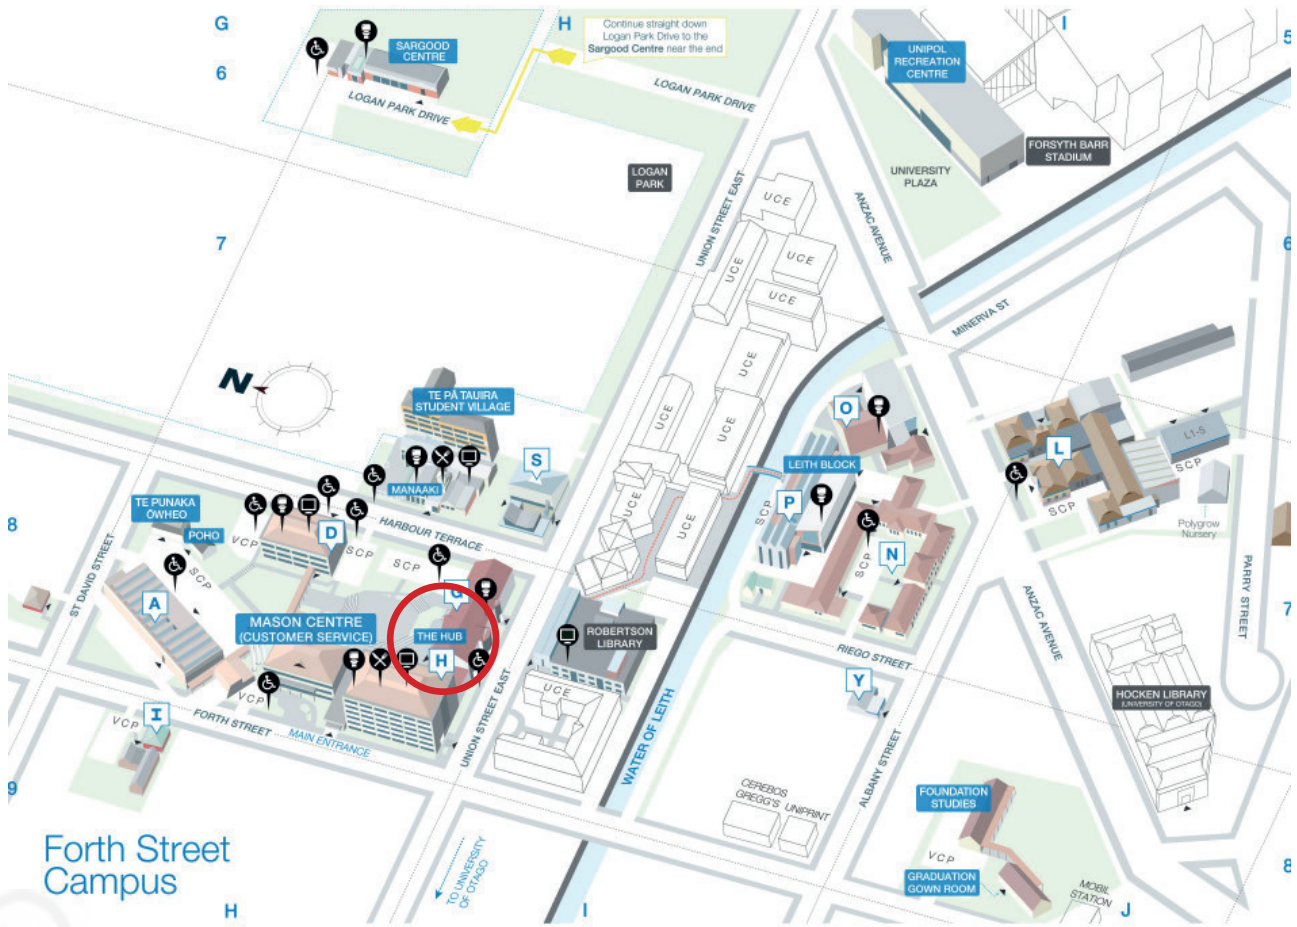 G
H
I
5
6
Continue straight down
Logan Park Drive to the
Sargood Centre near the end
SARGOOD
CENTRE
LOGAN PARK DRIVE
LOGAN PARK DRIVE
UNIPOL
RECREATION
CENTRE
FORSYTH BARR
STADIUM
UNIVERSITY
PLAZA
LOGAN
PARK
UNION STREET EAST
ANZAC AVENUE
UCE
UCE
UCE
UCE
7
6
MINERVA ST
N
UCE
UCE
UCE
UCE
UCE
TE PĀ TAUIRA
STUDENT VILLAGE
S
MANAAKI
O
LEITH BLOCK
P
SCP
L
L1-S
SCP
SCP
Polygrow
Nursery
8
TE PUNAKA
ŌWHEO
POHO
VCP
D
SCP
HARBOUR TERRACE
SCP
SCP
ST DAVID STREET
A
G
N
SCP
PARRY STREET
7
MASON CENTRE
(CUSTOMER SERVICE)
THE HUB
H
ROBERTSON
LIBRARY
UCE
UNION STREET EAST
RIEGO STREET
ANZAC AVENUE
Y
HOCKEN LIBRARY
(UNIVERSITY OF OTAGO)
VCP
I
VCP
FORTH STREET
MAIN ENTRANCE
WATER OF LEITH
ALBANY STREET
9
CEREBOS
GREGG'S
UNIPRINT
FOUNDATION
STUDIES
VCP
GRADUATION
GOWN ROOM
MOBIL
STATION
8
Forth Street
Campus
TO UNIVERSITY
OF OTAGO
H
I
J